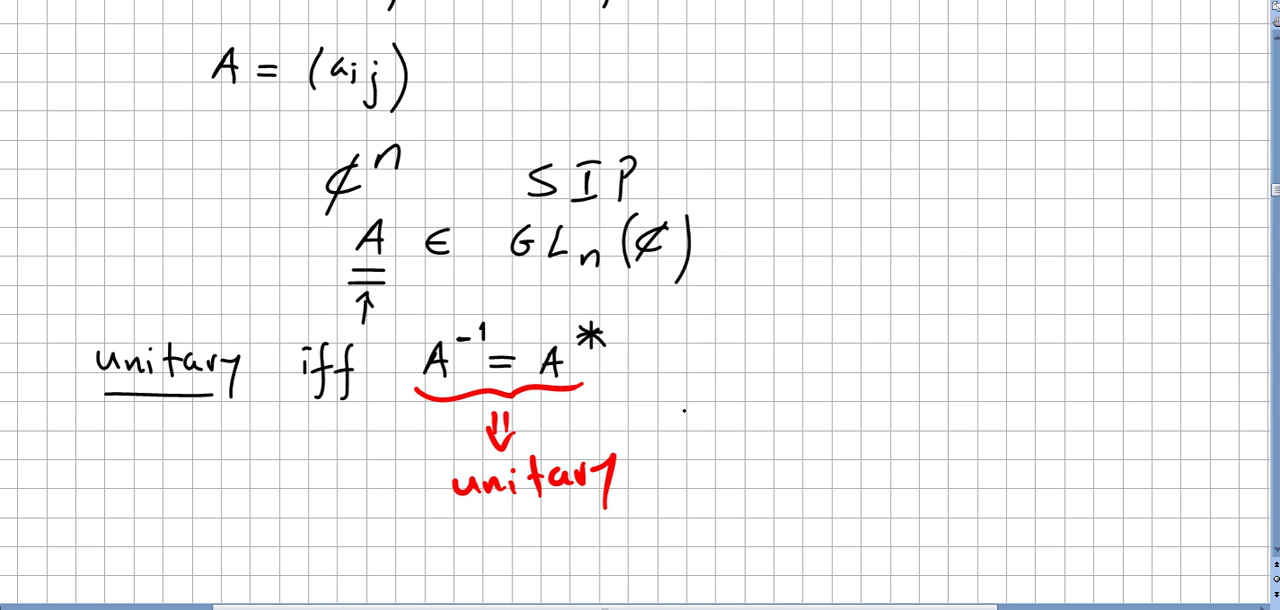 A = (aij)
ℂⁿ SIP
A ∈ GLₙ(ℂ)
unitary iff A⁻¹ = A*
unitary